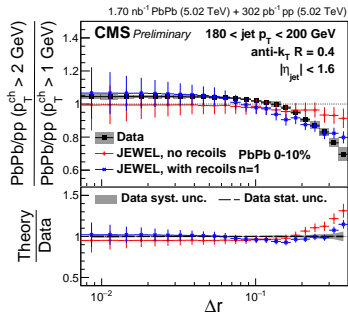 1.70 nb⁻¹ PbPb (5.02 TeV) + 302 pb⁻¹ pp (5.02 TeV)
CMS Preliminary
180 < jet p_T < 200 GeV
anti-k_T R = 0.4
|η_jet| < 1.6
PbPb/pp (p_T^ch > 2 GeV)
PbPb/pp (p_T^ch > 1 GeV)
1.4
1.2
1
0.8
0.6
Data
JEWEL, no recoils
PbPb 0-10%
JEWEL, with recoils n=1
Theory
Data
1.5
1
0.5
Data syst. unc.
Data stat. unc.
10⁻²
10⁻¹
Δr